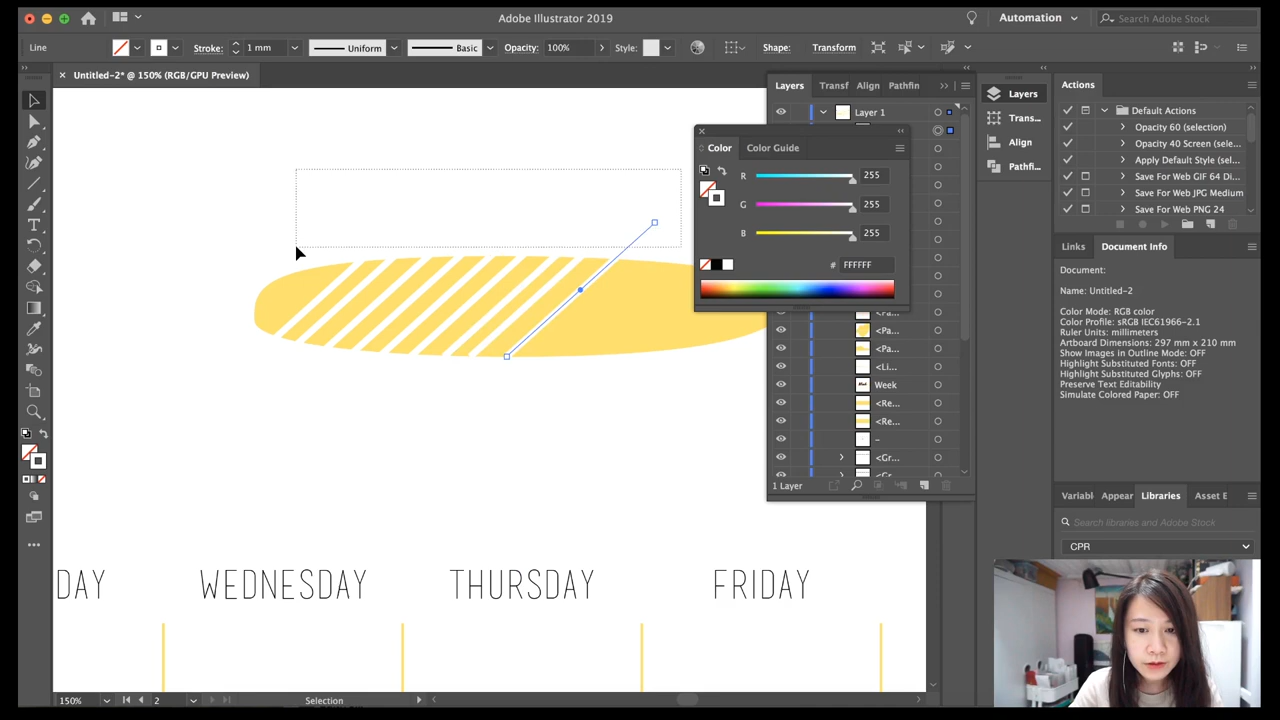 Adobe Illustrator 2019
Automation
Search Adobe Stock
Line
Stroke:
1 mm
Uniform
Basic
Opacity:
100%
Style:
Shape:
Transform
× Untitled-2* @ 150% (RGB/GPU Preview)
Layers
Transf
Align
Pathfin
Layer 1
Color
Color Guide
R
255
G
255
B
255
#
FFFFFF
<Pa...
<Pa...
<Li...
Week
<Re...
<Re...
–
<Gr...
1 Layer
Layers
Trans...
Align
Pathfi...
Actions
Default Actions
Opacity 60 (selection)
Opacity 40 Screen (sele...
Apply Default Style (sel...
Save For Web GIF 64 Di...
Save For Web JPG Medium
Save For Web PNG 24
Links
Document Info
Document:
Name: Untitled-2
Color Mode: RGB color
Color Profile: sRGB IEC61966-2.1
Ruler Units: millimeters
Artboard Dimensions: 297 mm x 210 mm
Show Images in Outline Mode: OFF
Highlight Substituted Fonts: OFF
Highlight Substituted Glyphs: OFF
Preserve Text Editability
Simulate Colored Paper: OFF
Variabl
Appear
Libraries
Asset E
Search libraries and Adobe Stock
CPR
DAY
WEDNESDAY
THURSDAY
FRIDAY
150%
2
Selection